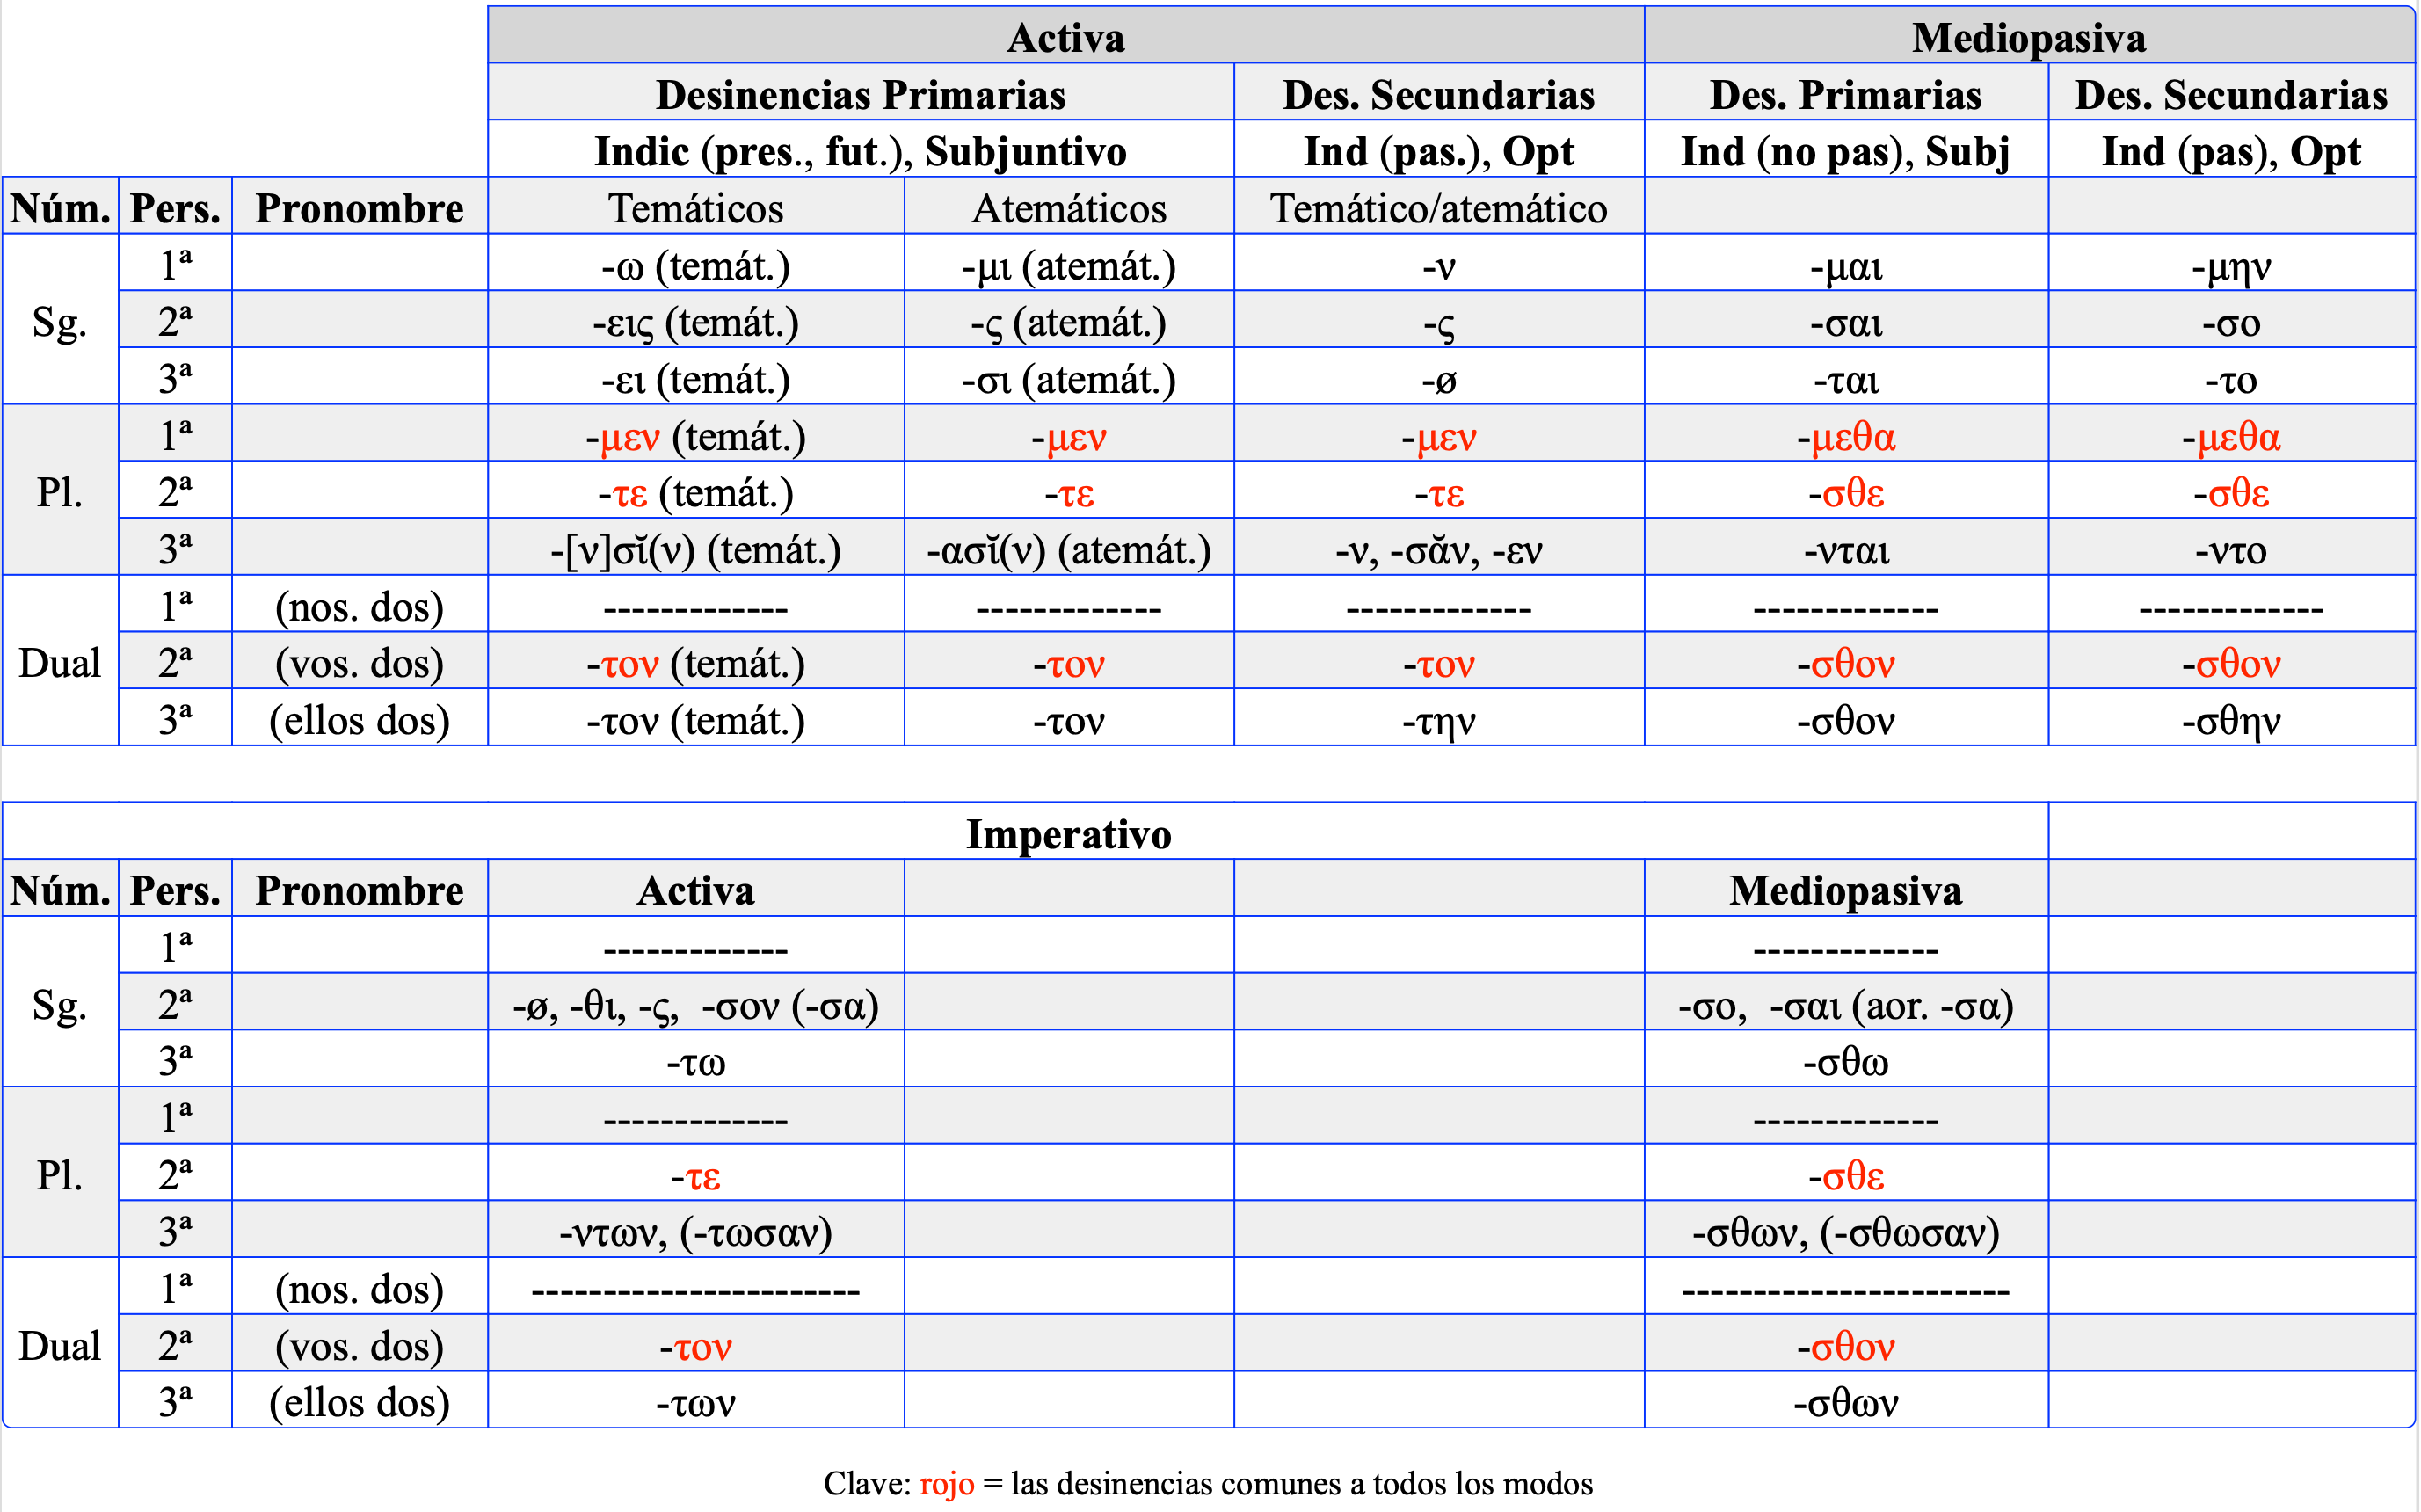 Activa Mediopasiva
Desinencias Primarias Des. Secundarias Des. Primarias Des. Secundarias
Indic (pres., fut.), Subjuntivo Ind (pas.), Opt Ind (no pas), Subj Ind (pas), Opt
Núm. Pers. Pronombre Temáticos Atemáticos Temático/atemático
Sg. 1ª -ω (temát.) -μι (atemát.) -ν -μαι -μην
2ª -εις (temát.) -ς (atemát.) -ς -σαι -σο
3ª -ει (temát.) -σι (atemát.) -ø -ται -το
Pl. 1ª -μεν (temát.) -μεν -μεν -μεθα -μεθα
2ª -τε (temát.) -τε -τε -σθε -σθε
3ª -[ν]σῐ(ν) (temát.) -ασῐ(ν) (atemát.) -ν, -σᾰν, -εν -νται -ντο
Dual 1ª (nos. dos) ------------- ------------- ------------- ------------- -------------
2ª (vos. dos) -τον (temát.) -τον -τον -σθον -σθον
3ª (ellos dos) -τον (temát.) -τον -την -σθον -σθην
Imperativo
Núm. Pers. Pronombre Activa Mediopasiva
Sg. 1ª ------------- -------------
2ª -ø, -θι, -ς, -σον (-σα) -σο, -σαι (aor. -σα)
3ª -τω -σθω
Pl. 1ª ------------- -------------
2ª -τε -σθε
3ª -ντων, (-τωσαν) -σθων, (-σθωσαν)
Dual 1ª (nos. dos) ----------------------- -----------------------
2ª (vos. dos) -τον -σθον
3ª (ellos dos) -των -σθων
Clave: rojo = las desinencias comunes a todos los modos